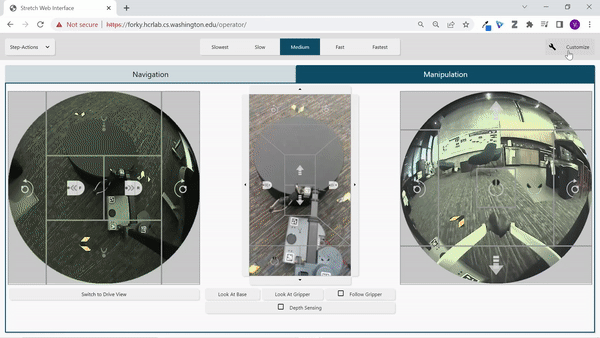 Stretch Web Interface
Not secure https://forky.hcrlab.cs.washington.edu/operator/
V
Step-Actions
Slowest
Slow
Medium
Fast
Fastest
Customize
Navigation
Manipulation
Switch to Drive View
Look At Base
Look At Gripper
Follow Gripper
Depth Sensing